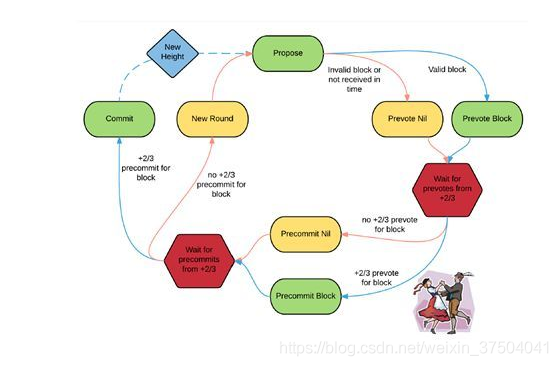 New
Height
Propose
Invalid block or
not received in
time
Valid block
Commit
New Round
Prevote Nil
Prevote Block
+2/3
precommit for
block
no +2/3
precommit for
block
Wait for
prevotes from
+2/3
no +2/3 prevote
for block
Precommit Nil
Wait for
precommits
from +2/3
+2/3 prevote
for block
Precommit Block
https://blog.csdn.net/weixin_37504041